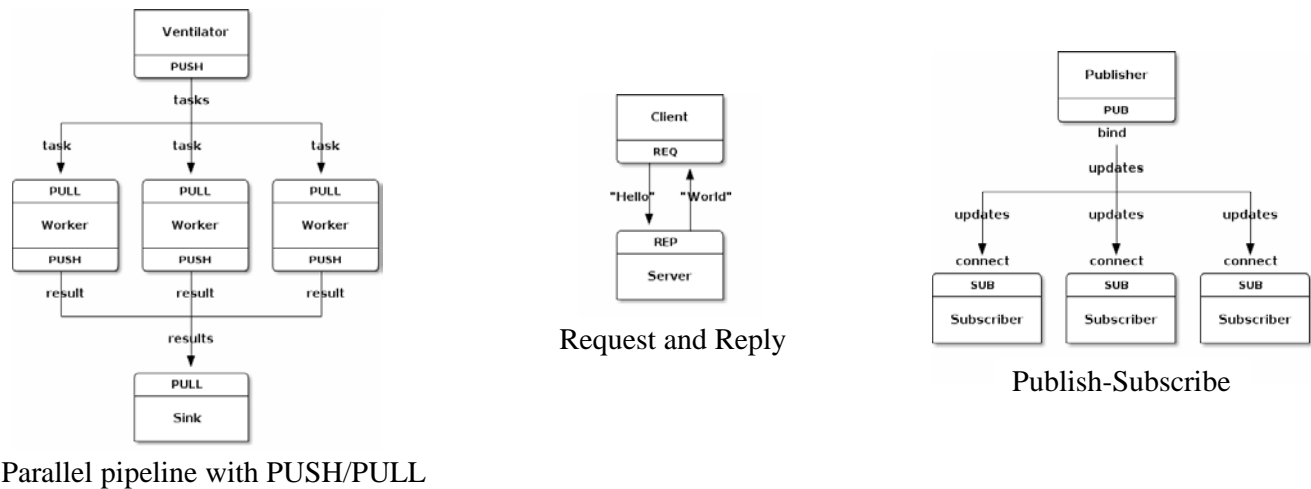 Ventilator
PUSH
tasks
task task task
PULL PULL PULL
Worker Worker Worker
PUSH PUSH PUSH
result result result
results
PULL
Sink
Parallel pipeline with PUSH/PULL
Client
REQ
"Hello" "World"
REP
Server
Request and Reply
Publisher
PUB
bind
updates
updates updates updates
connect connect connect
SUB SUB SUB
Subscriber Subscriber Subscriber
Publish-Subscribe